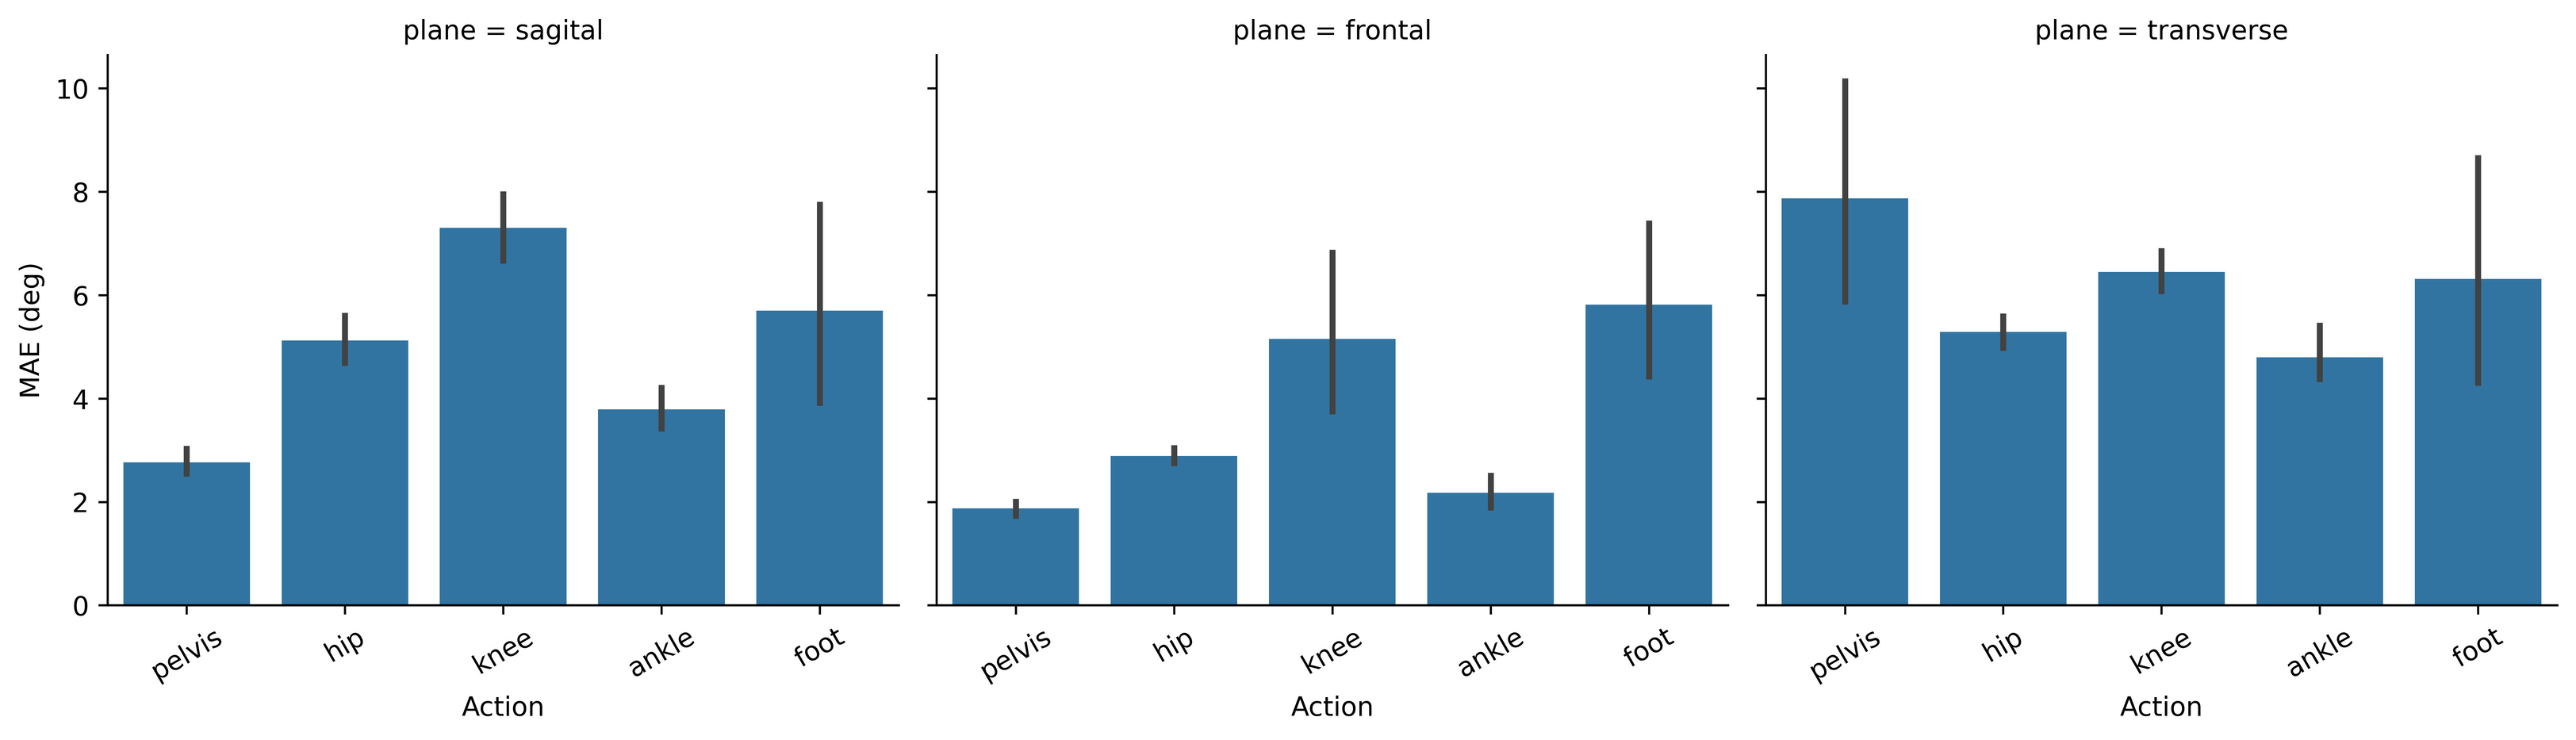 plane = sagital
plane = frontal
plane = transverse
MAE (deg)
10
8
6
4
2
0
pelvis hip knee ankle foot
pelvis hip knee ankle foot
pelvis hip knee ankle foot
Action
Action
Action